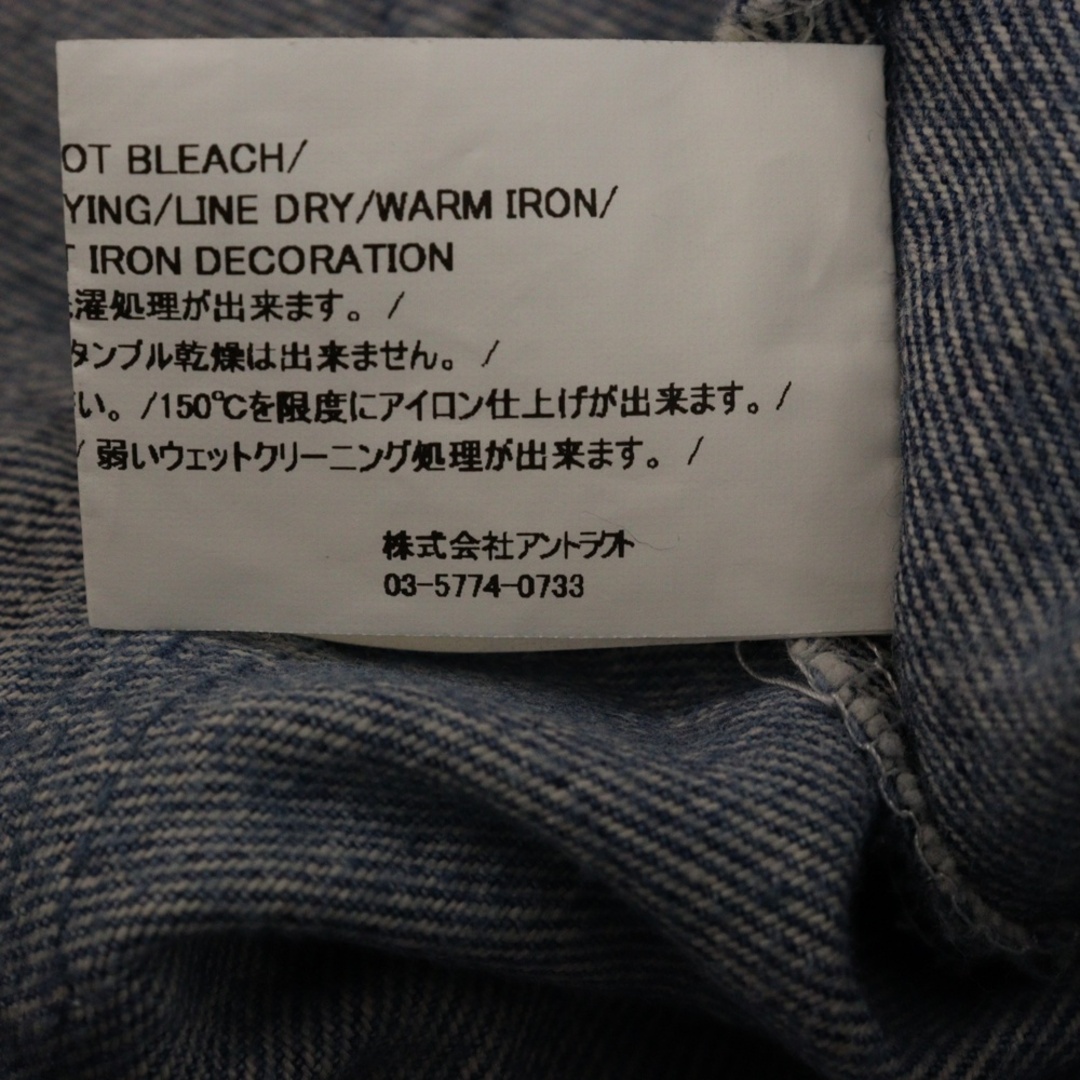 OT BLEACH/
YING/LINE DRY/WARM IRON/
IRON DECORATION
濯処理が出来ます。 /
タンブル乾燥は出来ません。 /
い。/150℃を限度にアイロン仕上げが出来ます。 /
/ 弱いウェットクリーニング処理が出来ます。 /
株式会社アントラクト
03-5774-0733